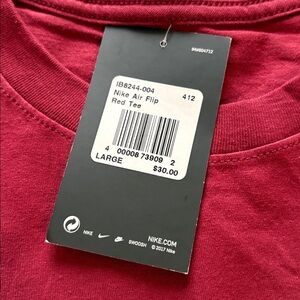 IB8244-004
Nike Air Flip 412
Red Tee
4 00008 73909 2
LARGE $30.00
NIKE SWOOSH
NIKE.COM
© 2017 Nike